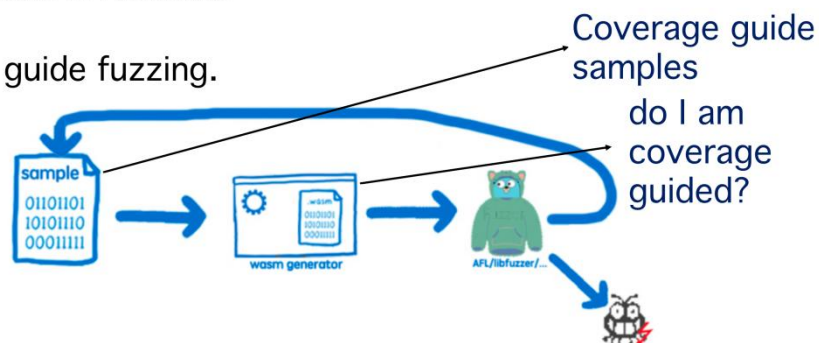 Coverage guide
samples
guide fuzzing.
do I am
coverage
guided?
sample
01101101
10101110
00011111
.wasm
01101101
10101110
00011111
wasm generator
AFL/libfuzzer/...